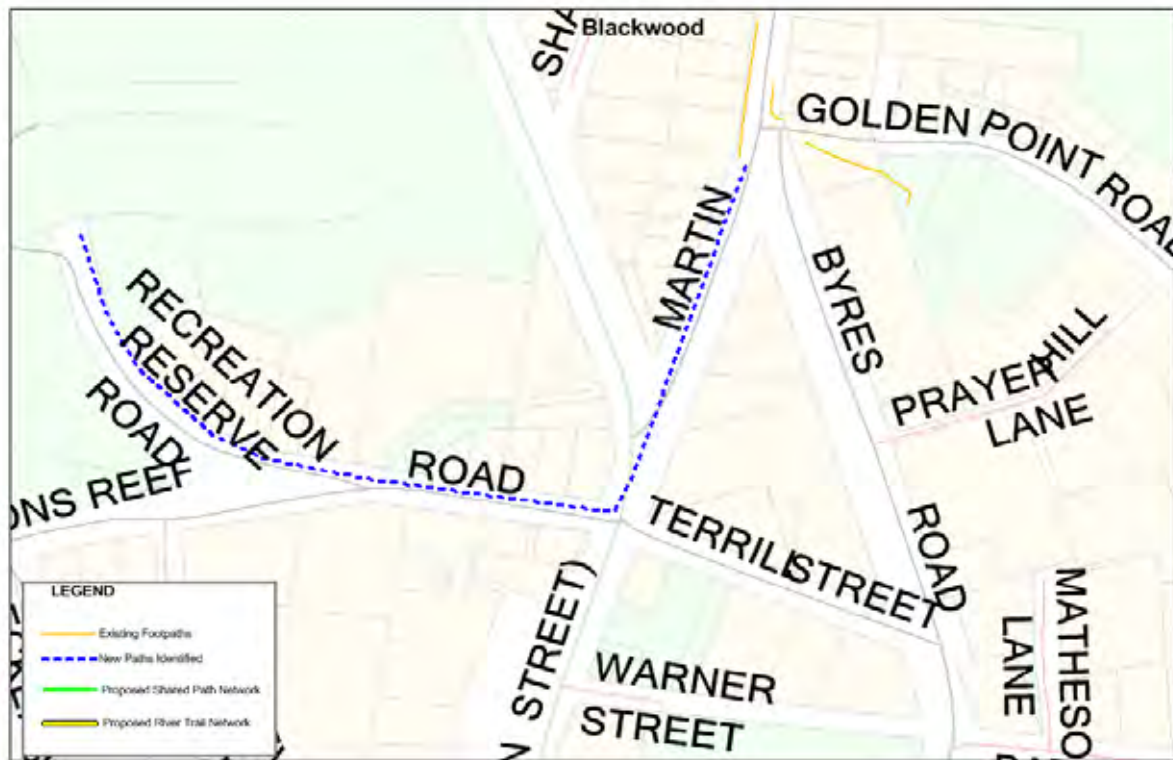 SHA
Blackwood
GOLDEN POINT ROAD
MARTIN
BYRES
RECREATION
RESERVE
ROAD
ROAD
PRAYER HILL
LANE
ONS REEF
TERRILL STREET
ROAD
MATHESO
LANE
WARNER
STREET
N STREET)
LEGEND
Existing Footpaths
New Paths Identified
Proposed Shared Path Network
Proposed River Trail Network